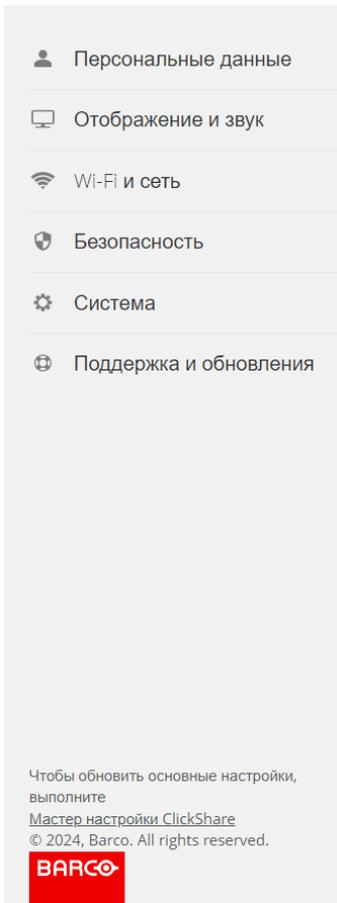 Персональные данные
Отображение и звук
Wi-Fi и сеть
Безопасность
Система
Поддержка и обновления
Чтобы обновить основные настройки,
выполните
Мастер настройки ClickShare
© 2024, Barco. All rights reserved.
BARCO